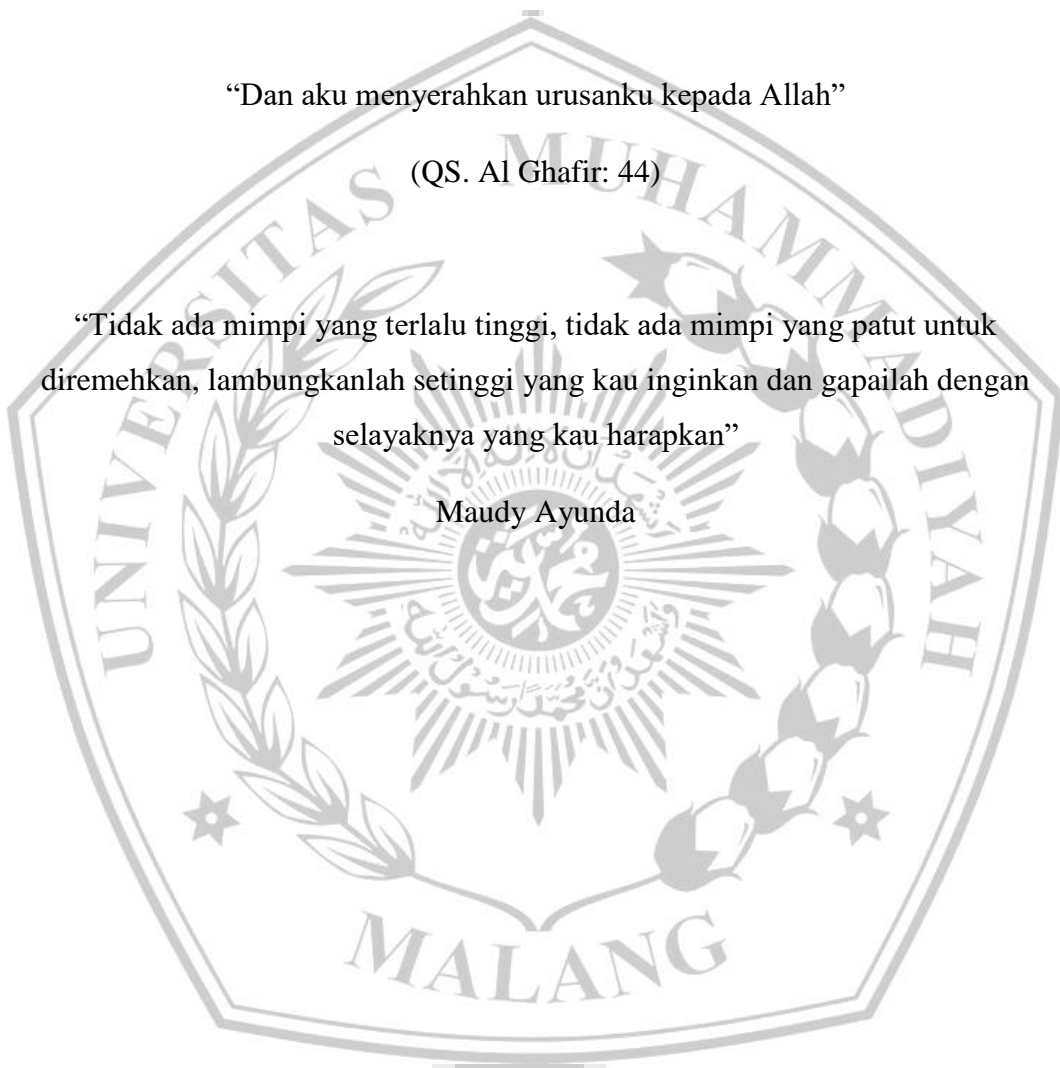 “Dan aku menyerahkan urusanku kepada Allah”
(QS. Al Ghafir: 44)
“Tidak ada mimpi yang terlalu tinggi, tidak ada mimpi yang patut untuk
diremehkan, lambungkanlah setinggi yang kau inginkan dan gapailah dengan
selayaknya yang kau harapkan”
Maudy Ayunda
UNIVERSITAS MUHAMMADIYAH
MALANG